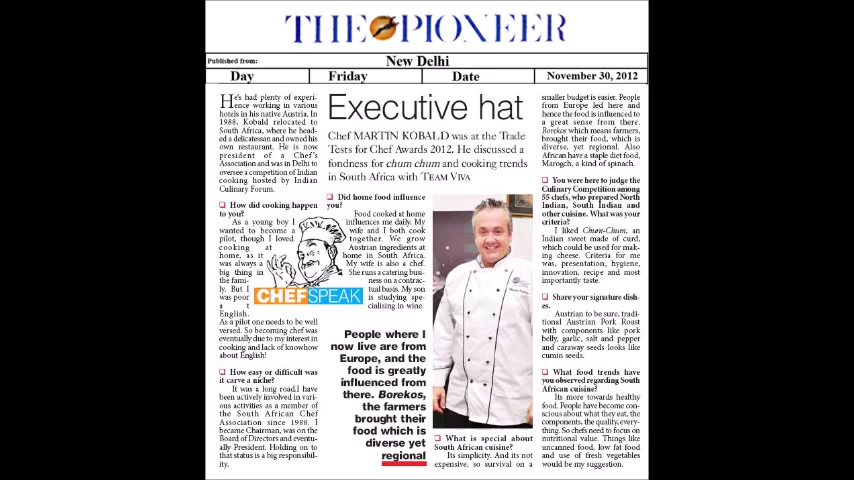 THE PIONEER
Published from:
New Delhi
Day
Friday
Date
November 30, 2012
He's had plenty of experi-
ence working in various
hotels in his native Austria. In
1988, Kobald relocated to
South Africa, where he head-
ed a delicatessan and owned his
own restaurant. He is now
president of a Chef's
Association and was in Delhi to
oversee a competition of Indian
cooking hosted by Indian
Culinary Forum.
How did cooking happen
to you?
As a young boy I
wanted to become a
pilot, though I loved
cooking at
home, as it
was always a
big thing in
the fami-
ly. But I
was poor
a t
English.
As a pilot one needs to be well
versed. So becoming chef was
eventually due to my interest in
cooking and lack of knowhow
about English!
How easy or difficult was
it carve a niche?
It was a long road.I have
been actively involved in vari-
ous activities as a member of
the South African Chef
Association since 1988. I
became Chairman, was on the
Board of Directors and eventu-
ally President. Holding on to
that status is a big responsibil-
ity.
Executive hat
Chef MARTIN KOBALD was at the Trade
Tests for Chef Awards 2012. He discussed a
fondness for chum chum and cooking trends
in South Africa with TEAM VIVA
Did home food influence
you?
Food cooked at home
influences me daily. My
wife and I both cook
together. We grow
Austrian ingredients at
home in South Africa.
My wife is also a chef.
She runs a catering busi-
ness on a contrac-
tual basis. My son
is studying spe-
cialising in wine.
CHEFSPEAK
People where I
now live are from
Europe, and the
food is greatly
influenced from
there. Borekos,
the farmers
brought their
food which is
diverse yet
regional
What is special about
South African cuisine?
Its simplicity. And its not
expensive, so survival on a
smaller budget is easier. People
from Europe led here and
hence the food is influenced to
a great sense from there.
Borekos which means farmers,
brought their food, which is
diverse, yet regional. Also
African have a staple diet food,
Marogch, a kind of spinach.
You were here to judge the
Culinary Competition among
55 chefs, who prepared North
Indian, South Indian and
other cuisine. What was your
criteria?
I liked Chum-Chum, an
Indian sweet made of curd,
which could be used for mak-
ing cheese. Criteria for me
was, presentation, hygiene,
innovation, recipe and most
importantly taste.
Share your signature dish-
es.
Austrian to be sure, tradi-
tional Austrian Pork Roast
with components like pork
belly, garlic, salt and pepper
and caraway seeds looks like
cumin seeds.
What food trends have
you observed regarding South
African cuisine?
Its more towards healthy
food. People have become con-
scious about what they eat, the
components, the quality, every-
thing. So chefs need to focus on
nutritional value. Things like
uncanned food, low fat food
and use of fresh vegetables
would be my suggestion.